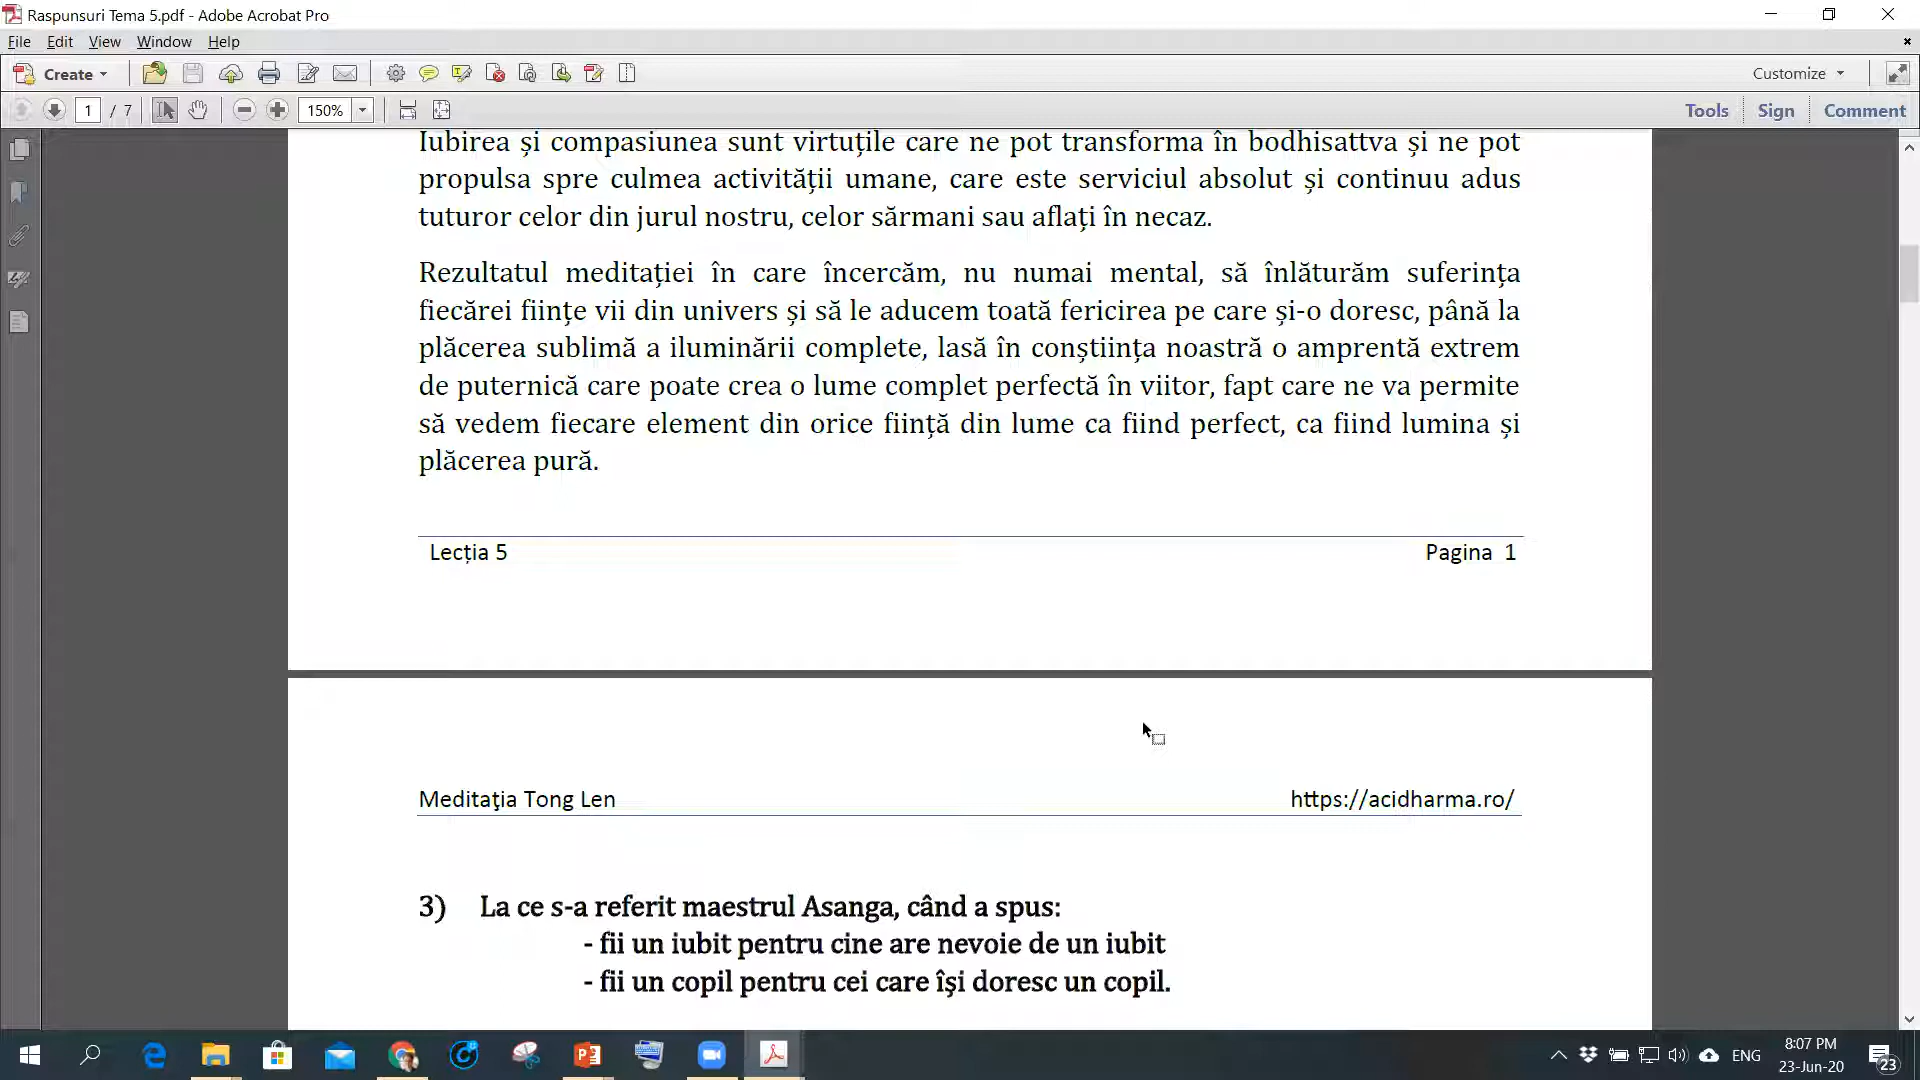 Raspunsuri Tema 5.pdf - Adobe Acrobat Pro
File Edit View Window Help
Create
Customize
1 / 7
150%
Tools Sign Comment
Iubirea și compasiunea sunt virtuțile care ne pot transforma în bodhisattva și ne pot
propulsa spre culmea activității umane, care este serviciul absolut și continuu adus
tuturor celor din jurul nostru, celor sărmani sau aflați în necaz.
Rezultatul meditației în care încercăm, nu numai mental, să înlăturăm suferința
fiecărei ființe vii din univers și să le aducem toată fericirea pe care și-o doresc, până la
plăcerea sublimă a iluminării complete, lasă în conștiința noastră o amprentă extrem
de puternică care poate crea o lume complet perfectă în viitor, fapt care ne va permite
să vedem fiecare element din orice ființă din lume ca fiind perfect, ca fiind lumina și
plăcerea pură.
Lecția 5
Pagina 1
Meditaţia Tong Len
https://acidharma.ro/
3) La ce s-a referit maestrul Asanga, când a spus:
- fii un iubit pentru cine are nevoie de un iubit
- fii un copil pentru cei care îşi doresc un copil.
ENG
8:07 PM
23-Jun-20
23